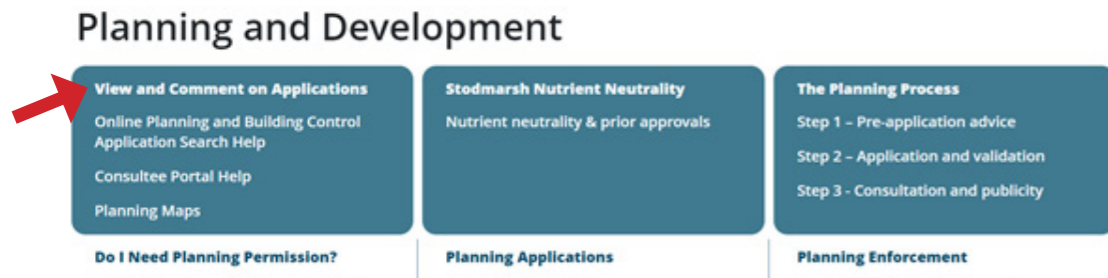 Planning and Development
View and Comment on Applications
Online Planning and Building Control
Application Search Help
Consultee Portal Help
Planning Maps
Stodmarsh Nutrient Neutrality
Nutrient neutrality & prior approvals
The Planning Process
Step 1 – Pre-application advice
Step 2 – Application and validation
Step 3 - Consultation and publicity
Do I Need Planning Permission?
Planning Applications
Planning Enforcement